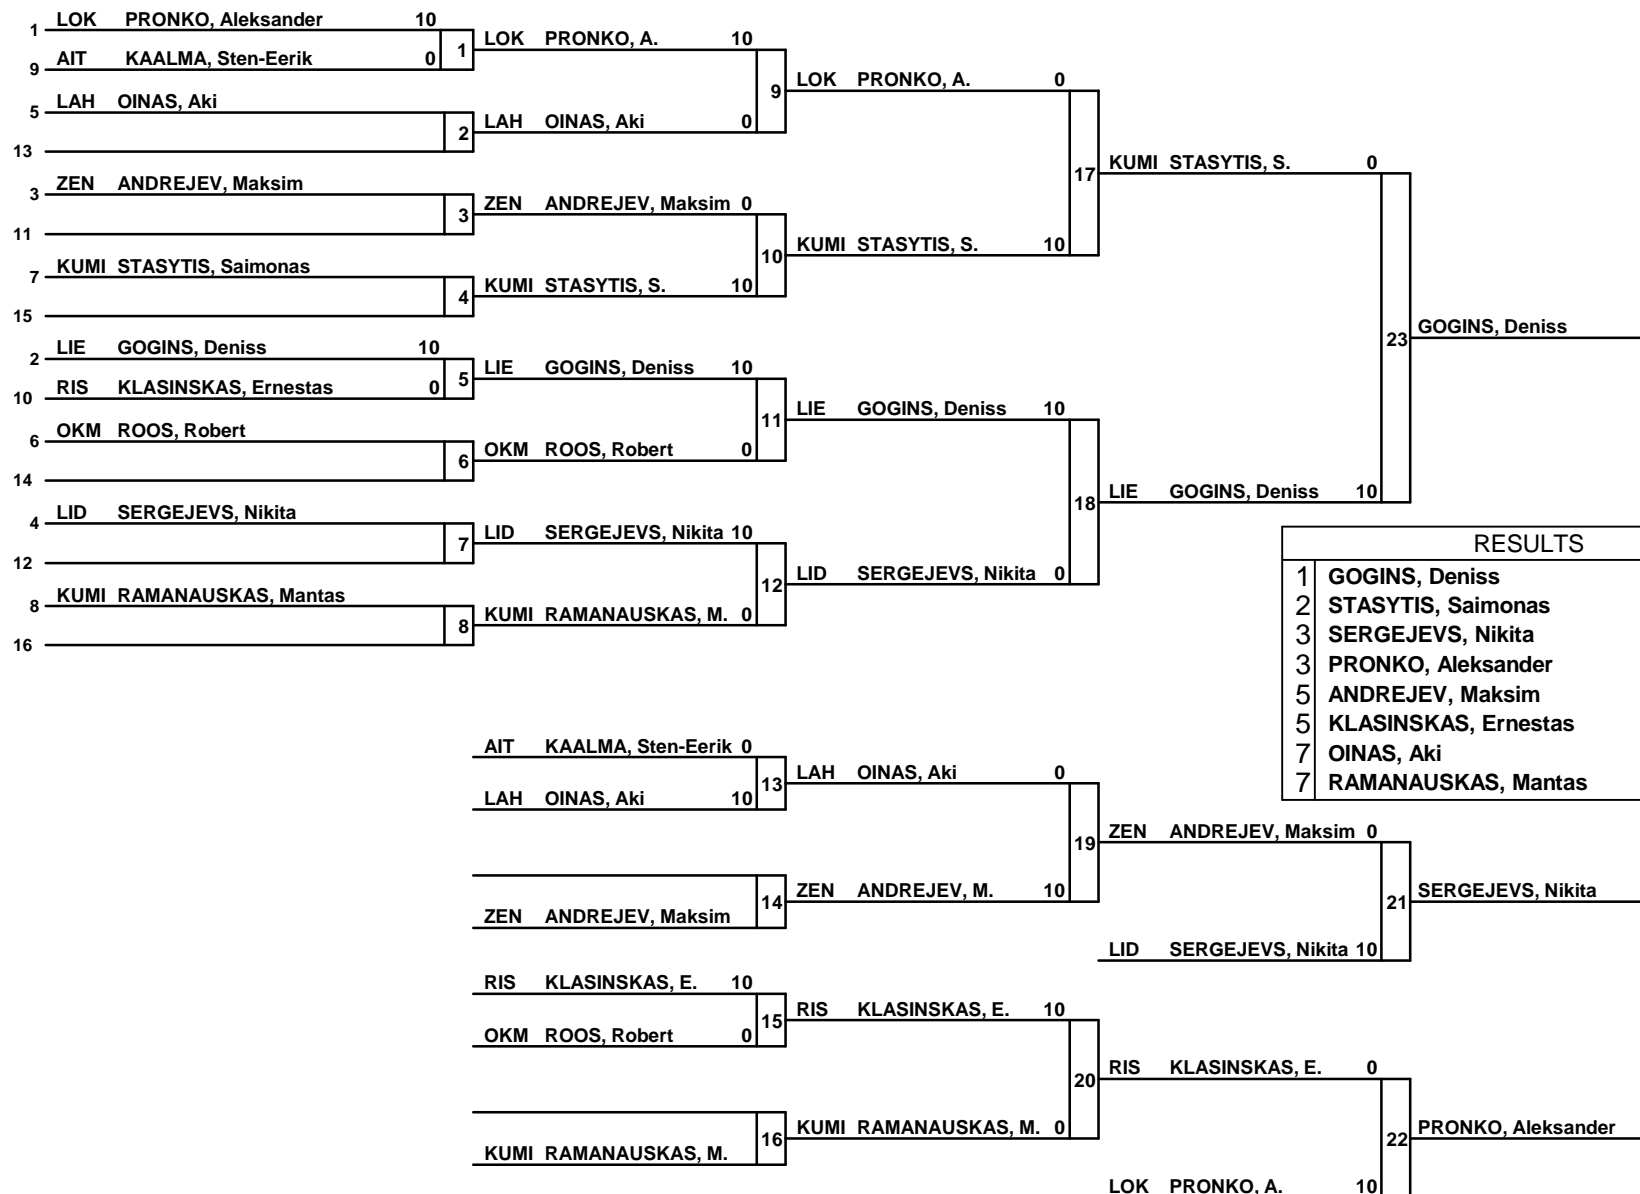 1 LOK PRONKO, Aleksander 10
9 AIT KAALMA, Sten-Eerik 0
1
LOK PRONKO, A. 10
5 LAH OINAS, Aki
13
2
LAH OINAS, Aki 0
9
LOK PRONKO, A. 0
3 ZEN ANDREJEV, Maksim
11
3
ZEN ANDREJEV, Maksim 0
7 KUMI STASYTIS, Saimonas
15
4
KUMI STASYTIS, S. 10
10
KUMI STASYTIS, S. 10
17
KUMI STASYTIS, S. 0
2 LIE GOGINS, Deniss 10
10 RIS KLASINSKAS, Ernestas 0
5
LIE GOGINS, Deniss 10
6 OKM ROOS, Robert
14
6
OKM ROOS, Robert 0
11
LIE GOGINS, Deniss 10
4 LID SERGEJEVS, Nikita
12
7
LID SERGEJEVS, Nikita 10
8 KUMI RAMANAUSKAS, Mantas
16
8
KUMI RAMANAUSKAS, M. 0
12
LID SERGEJEVS, Nikita 0
18
LIE GOGINS, Deniss 10
23
GOGINS, Deniss
RESULTS
1 GOGINS, Deniss
2 STASYTIS, Saimonas
3 SERGEJEVS, Nikita
3 PRONKO, Aleksander
5 ANDREJEV, Maksim
5 KLASINSKAS, Ernestas
7 OINAS, Aki
7 RAMANAUSKAS, Mantas
AIT KAALMA, Sten-Eerik 0
LAH OINAS, Aki 10
13
LAH OINAS, Aki 0
ZEN ANDREJEV, Maksim
14
ZEN ANDREJEV, M. 10
19
ZEN ANDREJEV, Maksim 0
LID SERGEJEVS, Nikita 10
21
SERGEJEVS, Nikita
RIS KLASINSKAS, E. 10
OKM ROOS, Robert 0
15
RIS KLASINSKAS, E. 10
KUMI RAMANAUSKAS, M.
16
KUMI RAMANAUSKAS, M. 0
20
RIS KLASINSKAS, E. 0
LOK PRONKO, A. 10
22
PRONKO, Aleksander